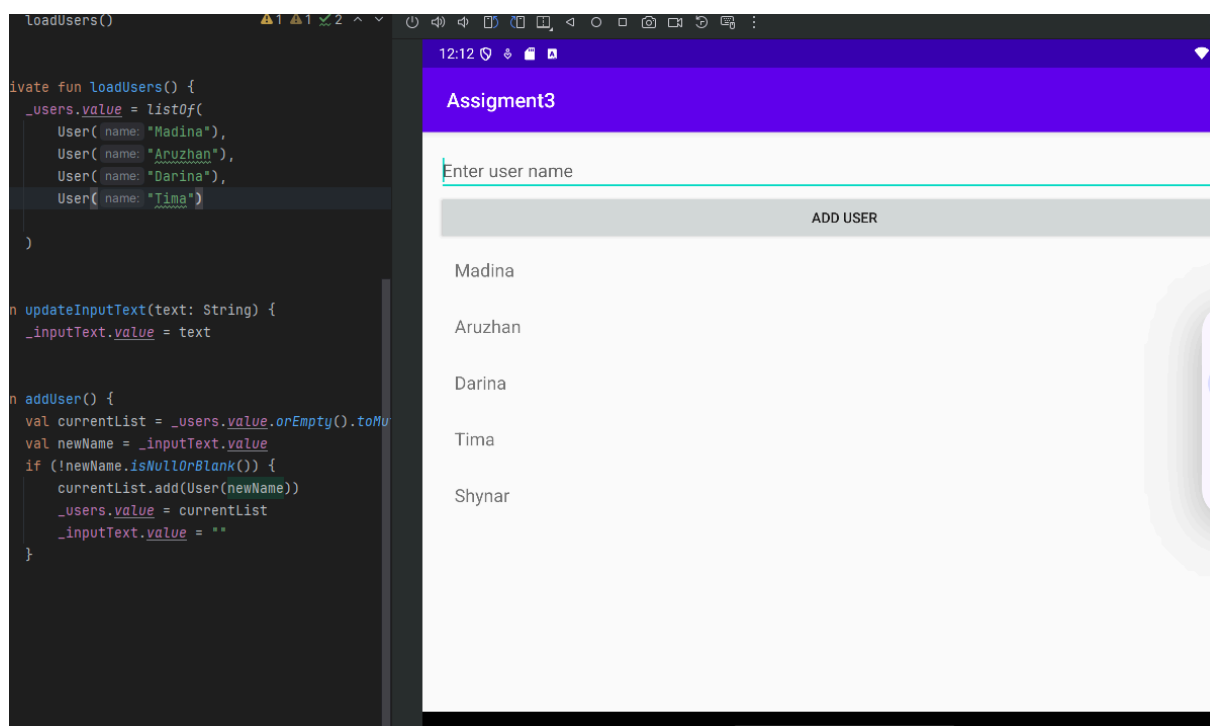 loadUsers()
1 1 2
ivate fun loadUsers() {
_users.value = listOf(
User( name: "Madina"),
User( name: "Aruzhan"),
User( name: "Darina"),
User( name: "Tima")
)
n updateInputText(text: String) {
_inputText.value = text
n addUser() {
val currentList = _users.value.orEmpty().toMu
val newName = _inputText.value
if (!newName.isNullOrBlank()) {
currentList.add(User(newName))
_users.value = currentList
_inputText.value = ""
}
12:12
Assigment3
Enter user name
ADD USER
Madina
Aruzhan
Darina
Tima
Shynar